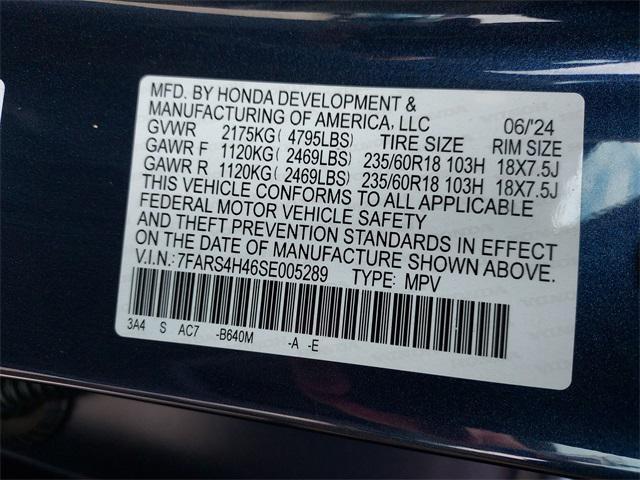 MFD. BY HONDA DEVELOPMENT &
MANUFACTURING OF AMERICA, LLC 06/'24
GVWR 2175KG( 4795LBS) TIRE SIZE RIM SIZE
GAWR F 1120KG( 2469LBS) 235/60R18 103H 18X7.5J
GAWR R 1120KG( 2469LBS) 235/60R18 103H 18X7.5J
THIS VEHICLE CONFORMS TO ALL APPLICABLE
FEDERAL MOTOR VEHICLE SAFETY
AND THEFT PREVENTION STANDARDS IN EFFECT
ON THE DATE OF MANUFACTURE SHOWN ABOVE.
V.I.N.: 7FARS4H46SE005289 TYPE: MPV
3A4 S AC7 -B640M -A -E